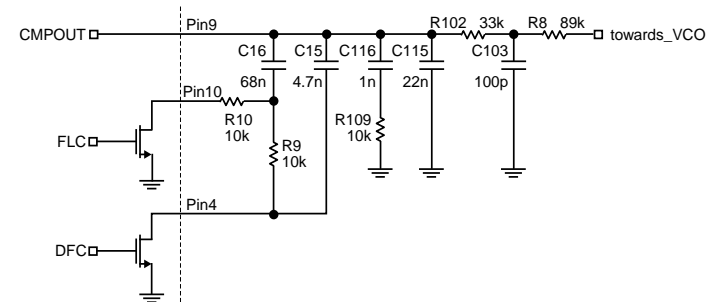 CMPOUT
Pin9
R102 33k
R8 89k
towards_VCO
C16
68n
C15
4.7n
C116
1n
C115
22n
C103
100p
Pin10
R10
10k
R109
10k
FLC
R9
10k
Pin4
DFC